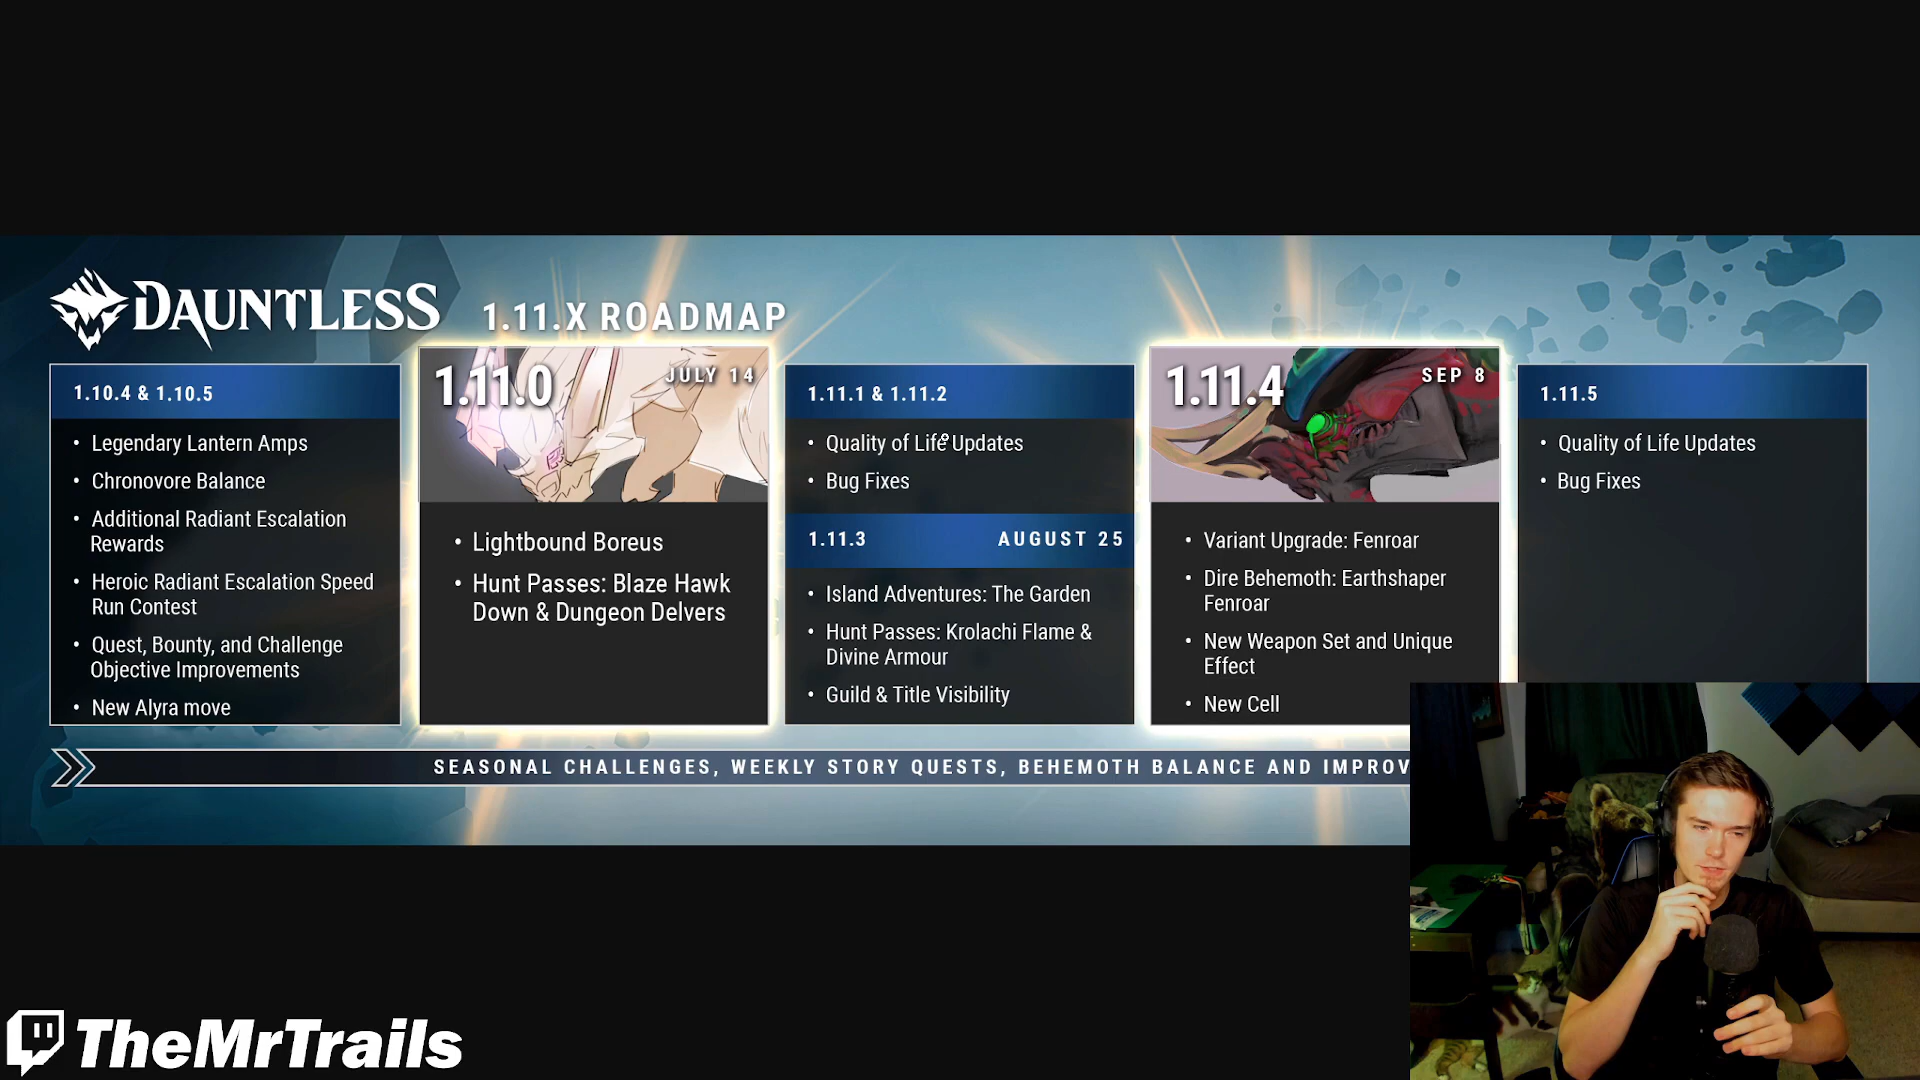 DAUNTLESS
1.11.X ROADMAP
1.10.4 & 1.10.5
• Legendary Lantern Amps
• Chronovore Balance
• Additional Radiant Escalation
Rewards
• Heroic Radiant Escalation Speed
Run Contest
• Quest, Bounty, and Challenge
Objective Improvements
• New Alyra move
1.11.0
JULY 14
• Lightbound Boreus
• Hunt Passes: Blaze Hawk
Down & Dungeon Delvers
1.11.1 & 1.11.2
• Quality of Life Updates
• Bug Fixes
1.11.3
AUGUST 25
• Island Adventures: The Garden
• Hunt Passes: Krolachi Flame &
Divine Armour
• Guild & Title Visibility
1.11.4
SEP 8
• Variant Upgrade: Fenroar
• Dire Behemoth: Earthshaper
Fenroar
• New Weapon Set and Unique
Effect
• New Cell
1.11.5
• Quality of Life Updates
• Bug Fixes
SEASONAL CHALLENGES, WEEKLY STORY QUESTS, BEHEMOTH BALANCE AND IMPROV
TheMrTrails